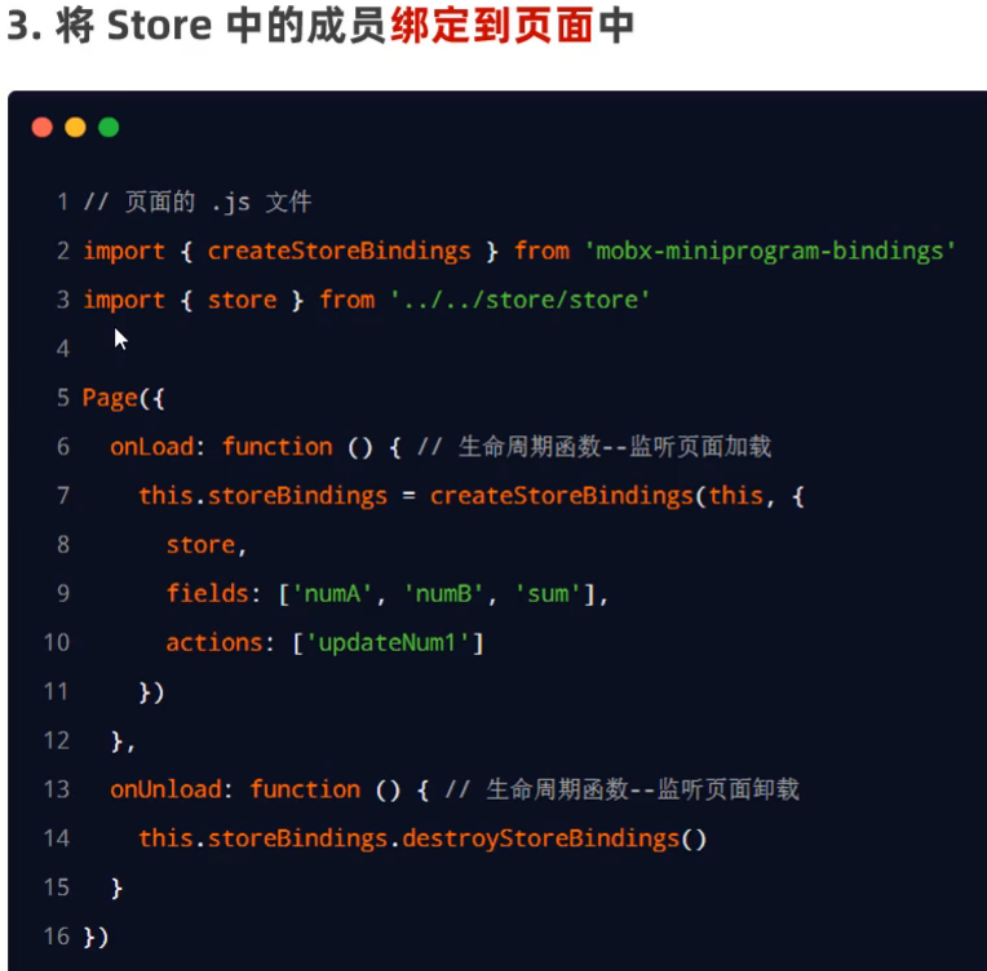 3. 将 Store 中的成员绑定到页面中
1 // 页面的 .js 文件
2 import { createStoreBindings } from 'mobx-miniprogram-bindings'
3 import { store } from '../../store/store'
4
5 Page({
6   onLoad: function () { // 生命周期函数--监听页面加载
7     this.storeBindings = createStoreBindings(this, {
8       store,
9       fields: ['numA', 'numB', 'sum'],
10       actions: ['updateNum1']
11     })
12   },
13   onUnload: function () { // 生命周期函数--监听页面卸载
14     this.storeBindings.destroyStoreBindings()
15   }
16 })